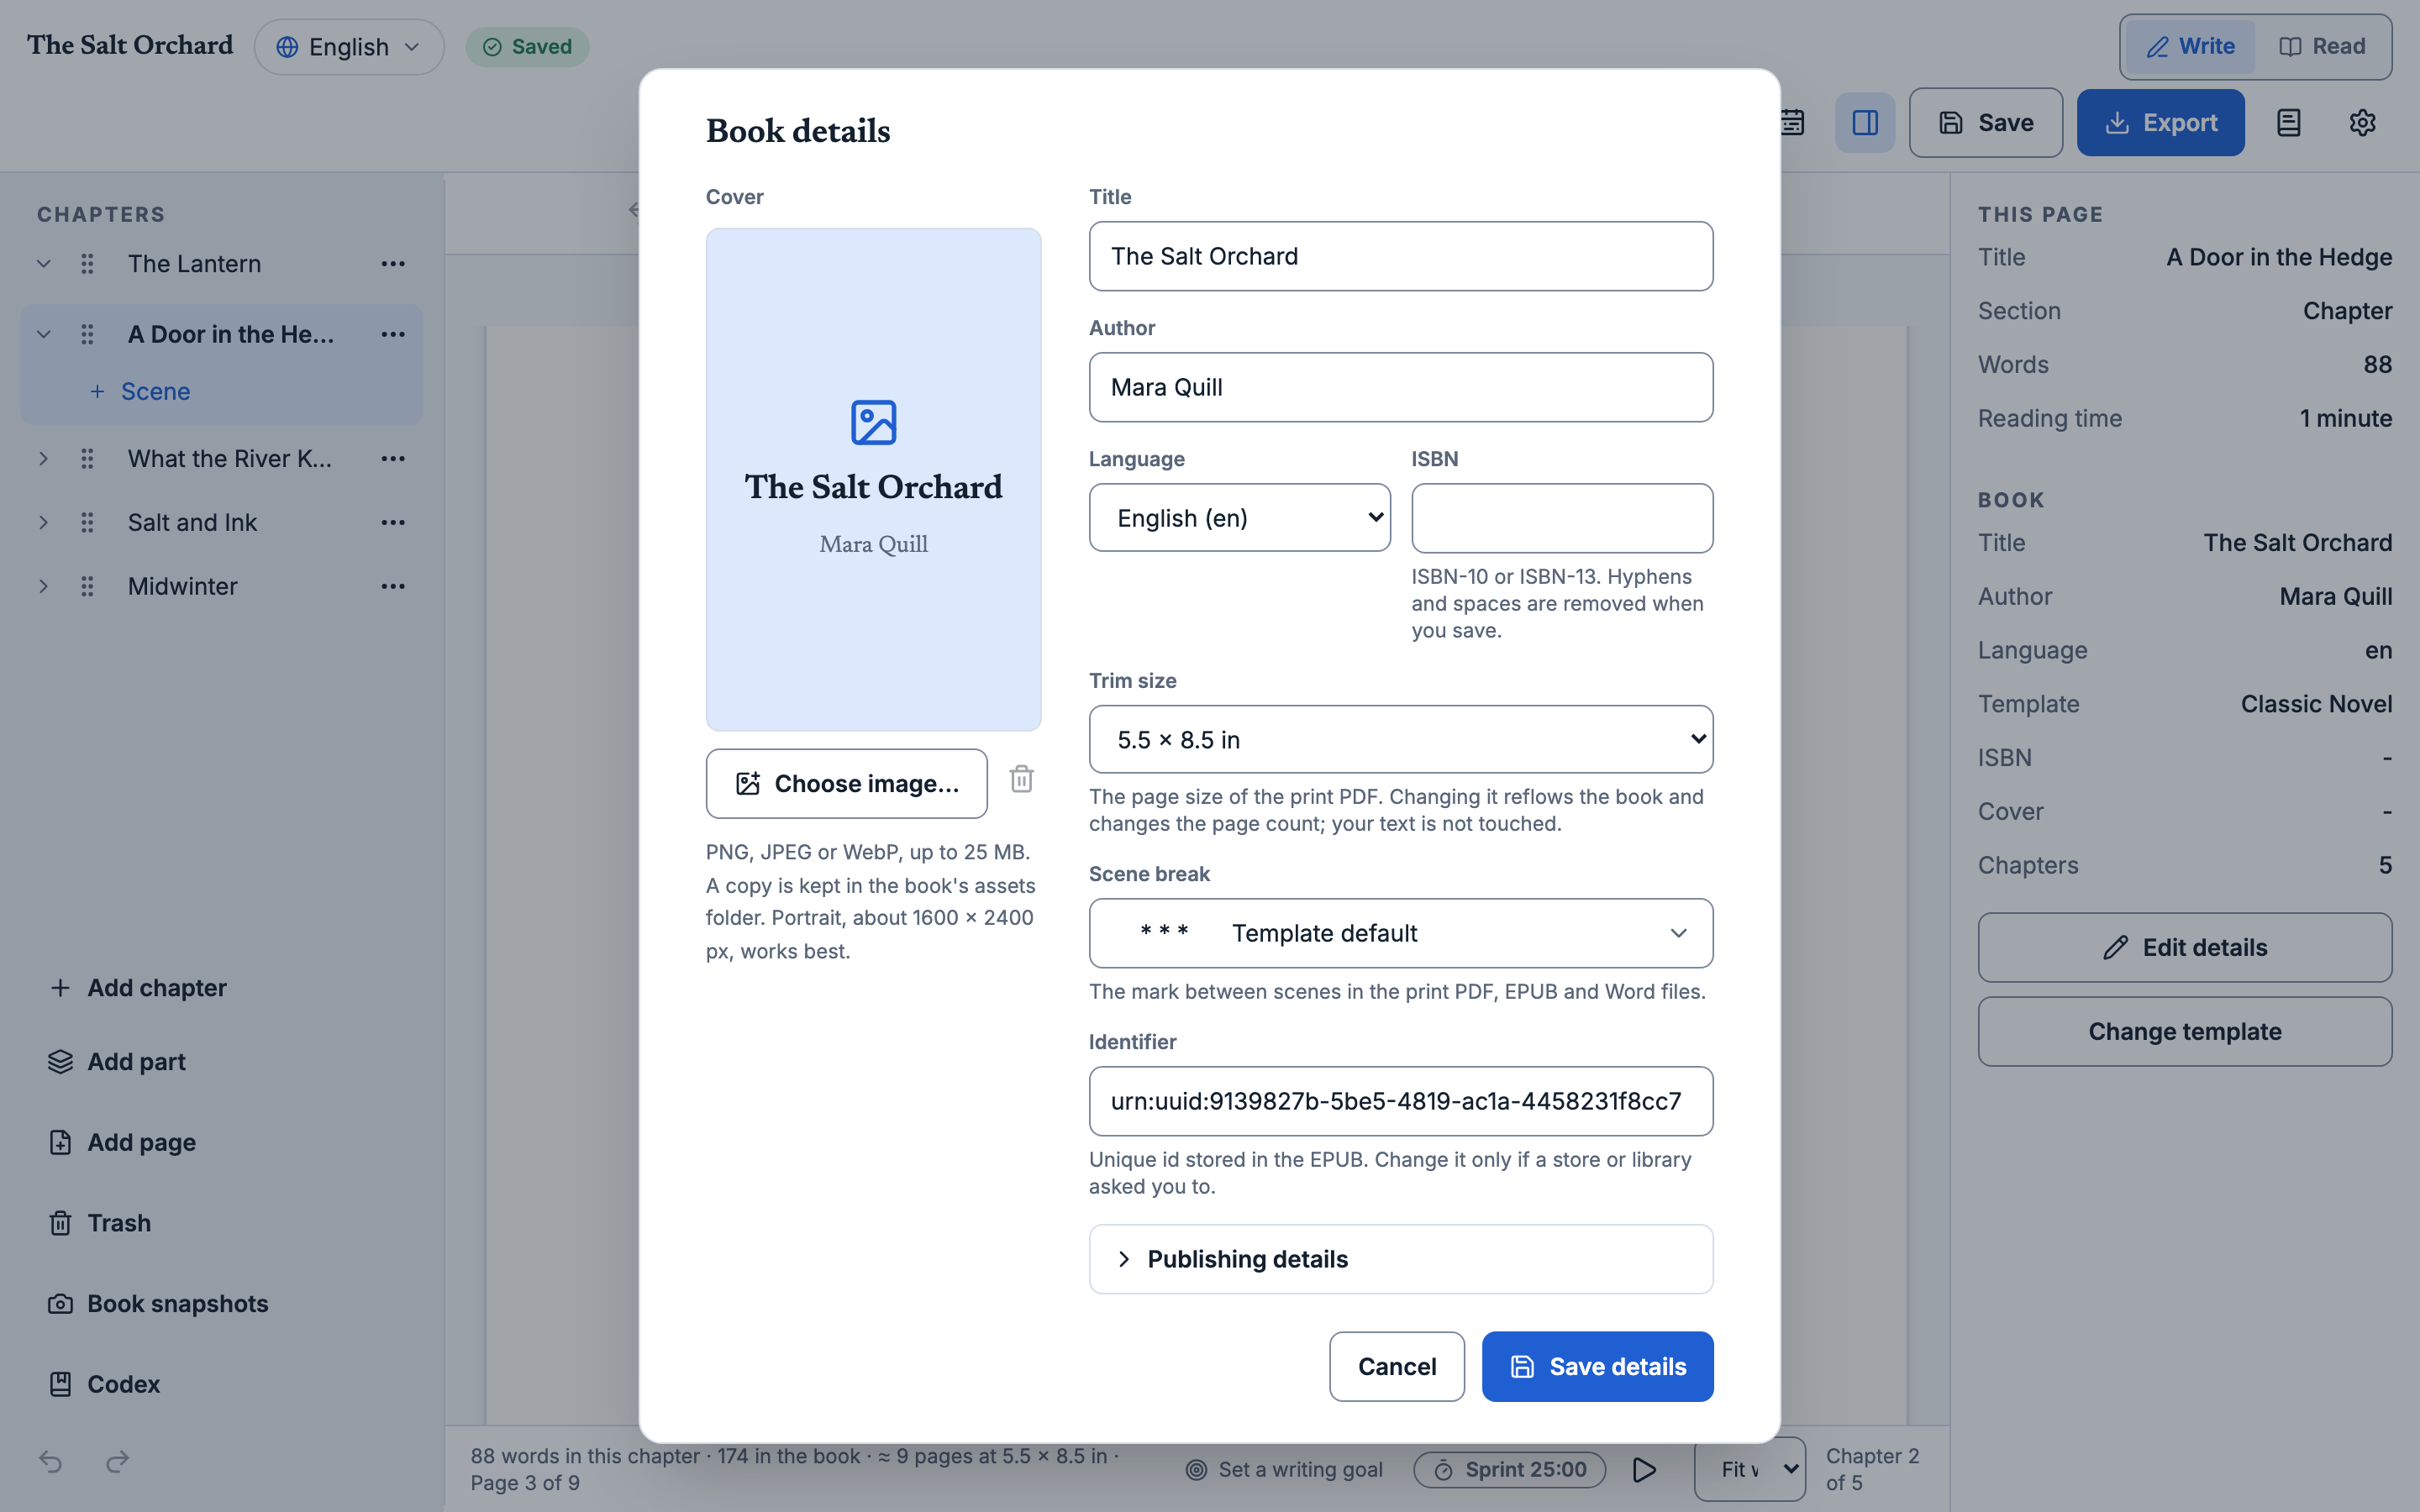 The Salt Orchard
English
Saved
Write
Read
Save
Export
CHAPTERS
The Lantern
A Door in the He...
Scene
What the River K...
Salt and Ink
Midwinter
Add chapter
Add part
Add page
Trash
Book snapshots
Codex
Book details
Cover
The Salt Orchard
Mara Quill
Choose image...
PNG, JPEG or WebP, up to 25 MB.
A copy is kept in the book's assets
folder. Portrait, about 1600 × 2400
px, works best.
Title
The Salt Orchard
Author
Mara Quill
Language
English (en)
ISBN
ISBN-10 or ISBN-13. Hyphens
and spaces are removed when
you save.
Trim size
5.5 × 8.5 in
The page size of the print PDF. Changing it reflows the book and
changes the page count; your text is not touched.
Scene break
* * * Template default
The mark between scenes in the print PDF, EPUB and Word files.
Identifier
urn:uuid:9139827b-5be5-4819-ac1a-4458231f8cc7
Unique id stored in the EPUB. Change it only if a store or library
asked you to.
Publishing details
Cancel
Save details
THIS PAGE
Title A Door in the Hedge
Section Chapter
Words 88
Reading time 1 minute
BOOK
Title The Salt Orchard
Author Mara Quill
Language en
Template Classic Novel
ISBN -
Cover -
Chapters 5
Edit details
Change template
88 words in this chapter · 174 in the book · ≈ 9 pages at 5.5 × 8.5 in ·
Page 3 of 9
Set a writing goal
Sprint 25:00
Fit
Chapter 2
of 5